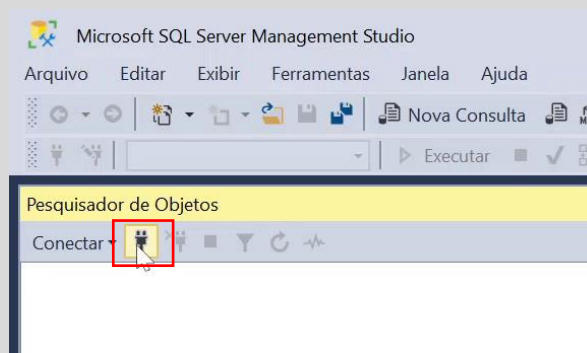 Microsoft SQL Server Management Studio
Arquivo Editar Exibir Ferramentas Janela Ajuda
Nova Consulta
Executar
Pesquisador de Objetos
Conectar